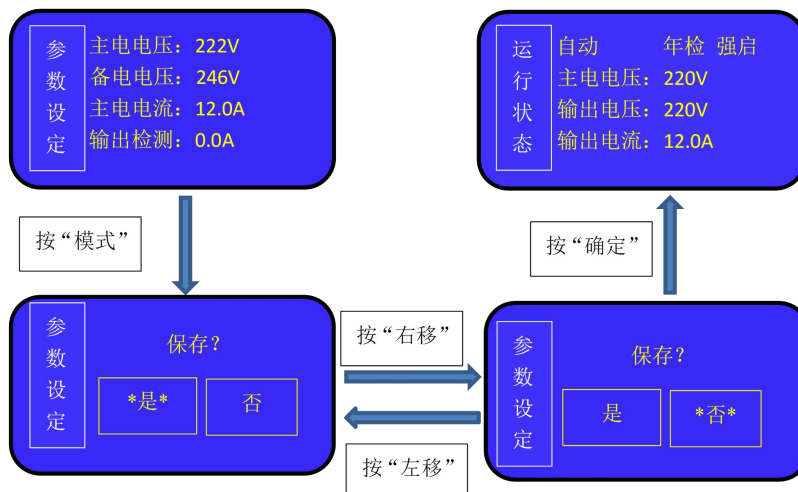 参数设定
主电电压：222V
备电电压：246V
主电电流：12.0A
输出检测：0.0A
运行状态
自动 年检 强启
主电电压：220V
输出电压：220V
输出电流：12.0A
按“模式”
按“确定”
参数设定
保存？
*是* 否
按“右移”
按“左移”
参数设定
保存？
是 *否*